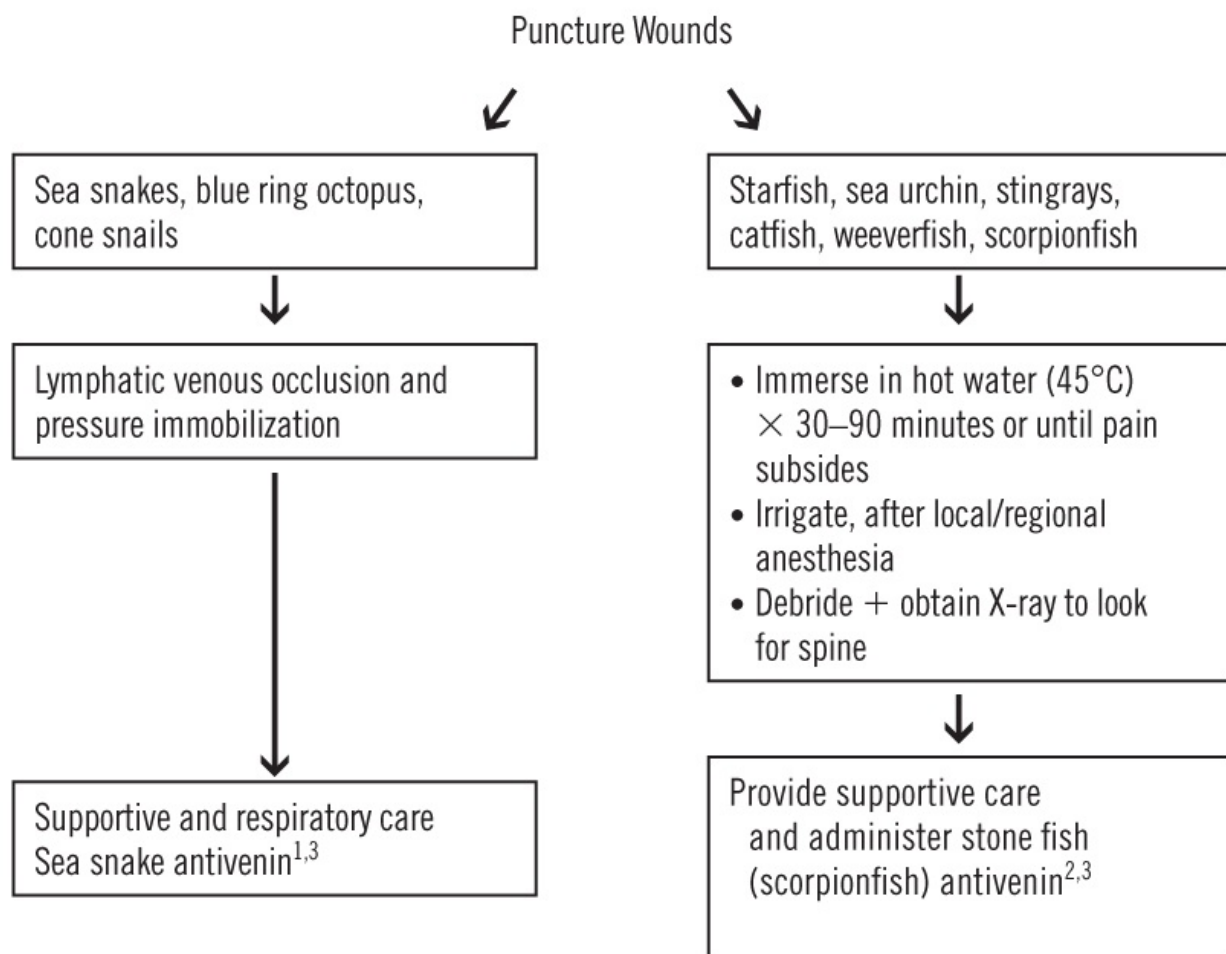 Puncture Wounds
Sea snakes, blue ring octopus,
cone snails
Lymphatic venous occlusion and
pressure immobilization
Supportive and respiratory care
Sea snake antivenin1,3
Starfish, sea urchin, stingrays,
catfish, weeverfish, scorpionfish
• Immerse in hot water (45°C)
× 30–90 minutes or until pain
subsides
• Irrigate, after local/regional
anesthesia
• Debride + obtain X-ray to look
for spine
Provide supportive care
and administer stone fish
(scorpionfish) antivenin2,3